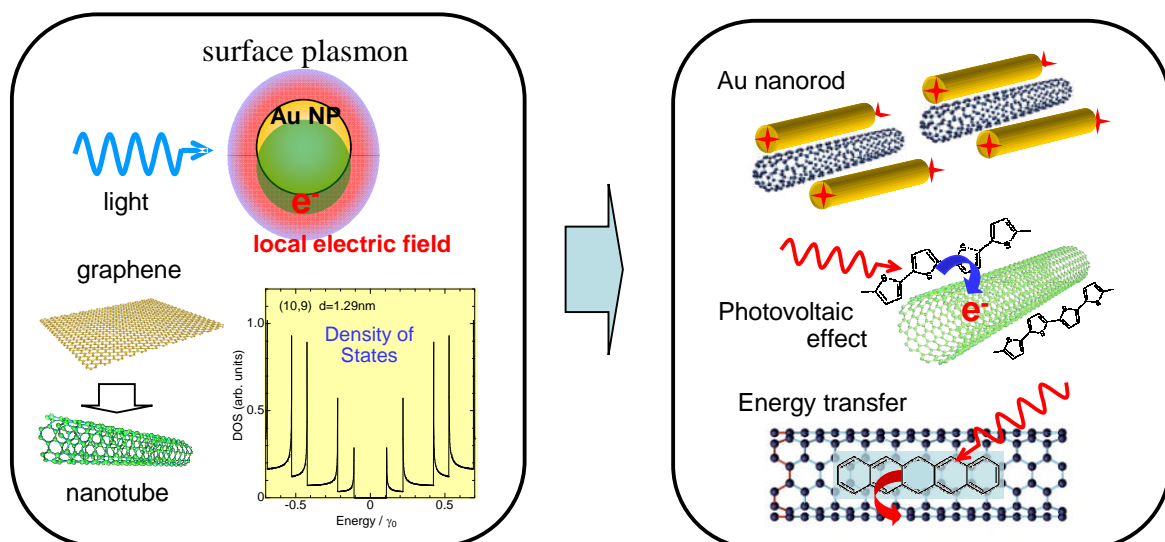 surface plasmon
Au NP
light
e-
local electric field
graphene
nanotube
(10,9) d=1.29nm
Density of
States
DOS (arb. units)
1.0
0.5
0
-0.5
0
0.5
Energy / γ0
Au nanorod
S
S
S
S
Photovoltaic
effect
e-
S
S
S
S
Energy transfer